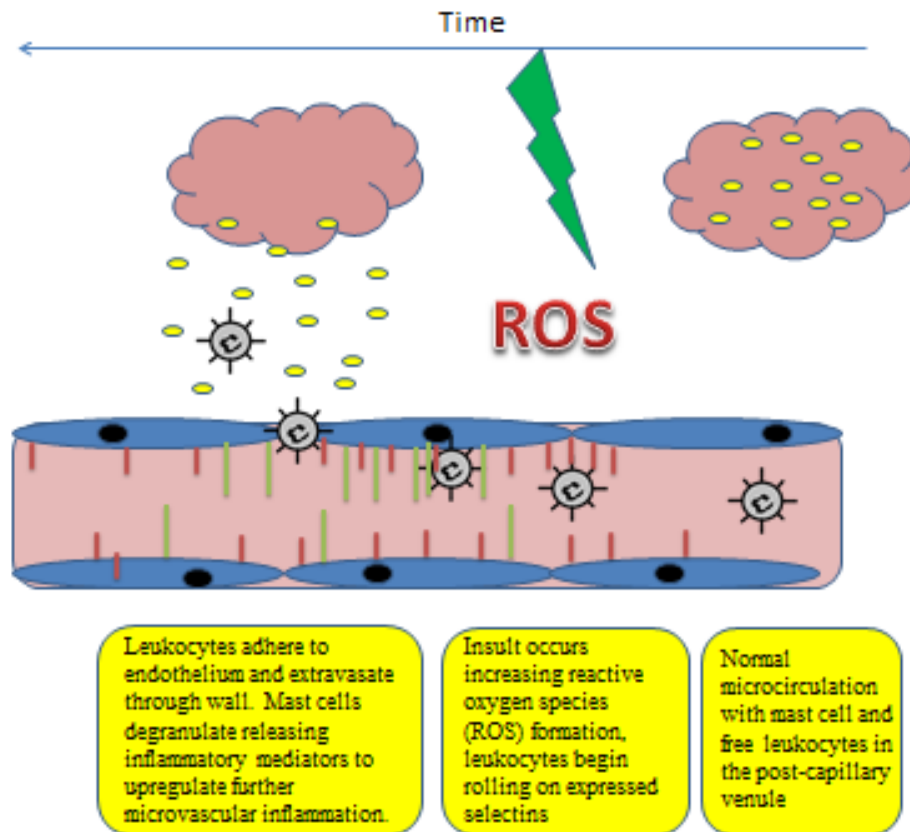 Time
ROS
c
c
c
c
c
Leukocytes adhere to
endothelium and extravasate
through wall. Mast cells
degranulate releasing
inflammatory mediators to
upregulate further
microvascular inflammation.
Insult occurs
increasing reactive
oxygen species
(ROS) formation,
leukocytes begin
rolling on expressed
selectins
Normal
microcirculation
with mast cell and
free leukocytes in
the post-capillary
venule